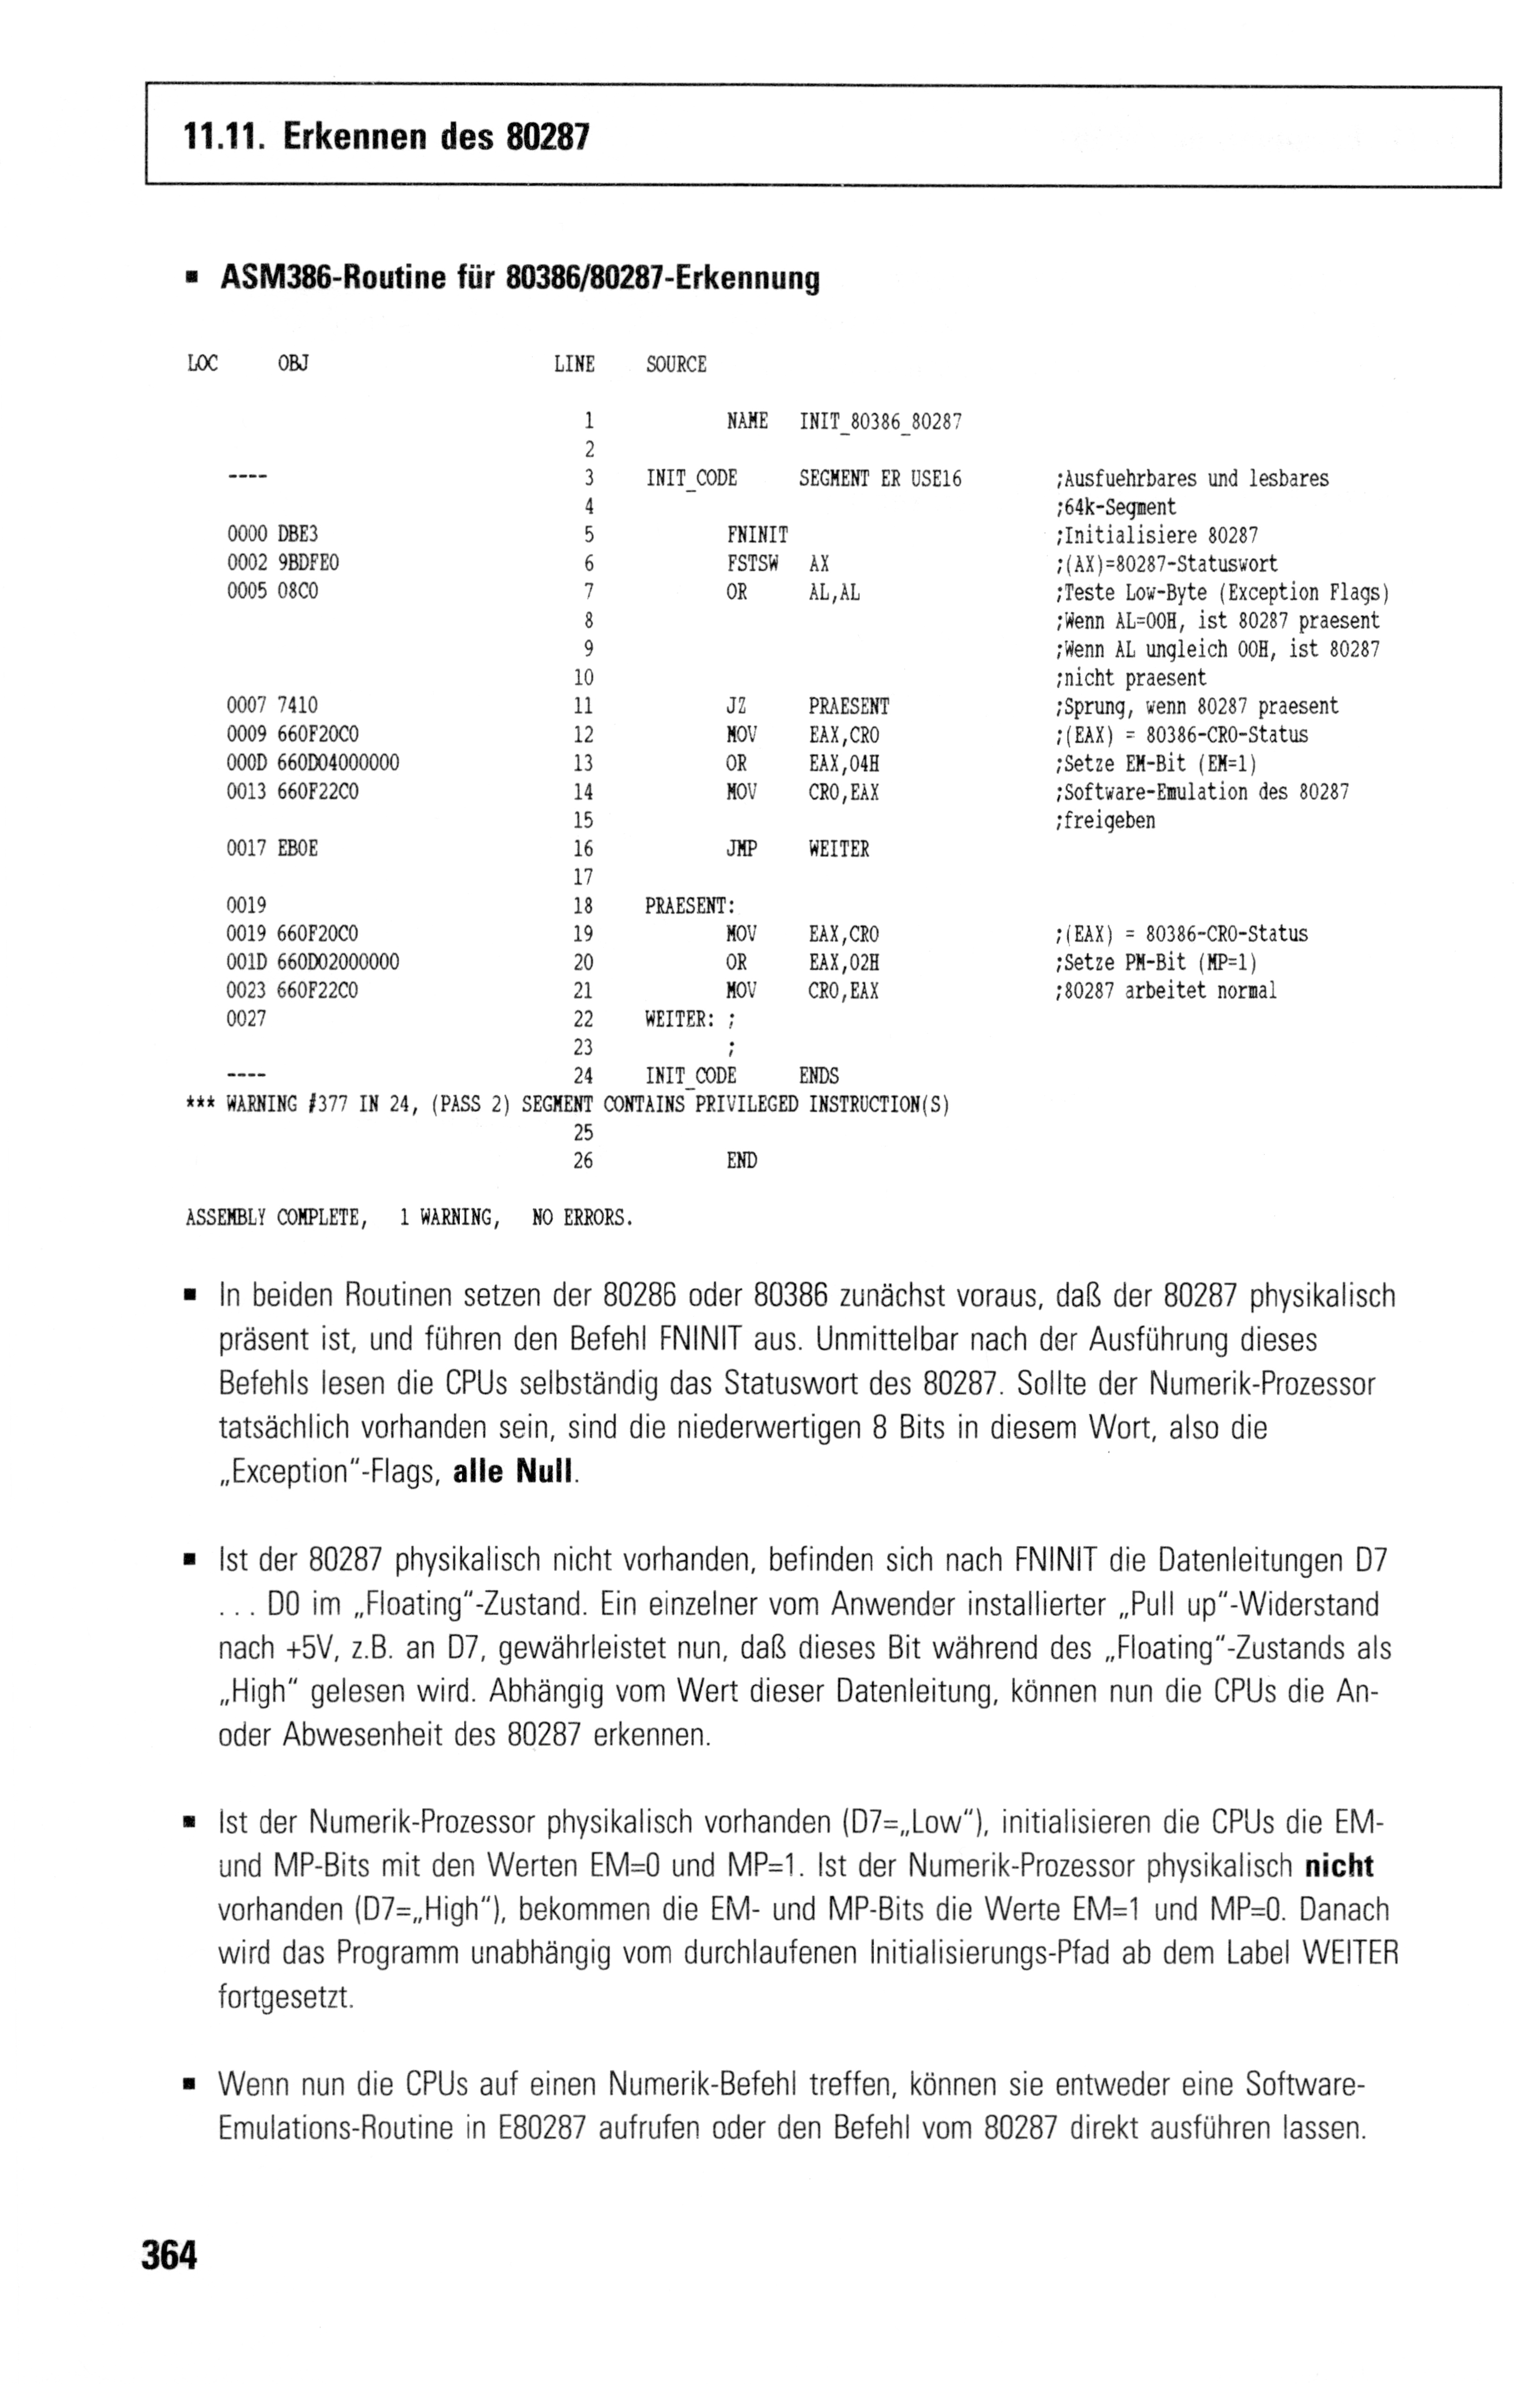 11.11. Erkennen des 80287
▪ ASM386-Routine für 80386/80287-Erkennung
LOC OBJ LINE SOURCE
1 NAME INIT_80386_80287
2
---- 3 INIT_CODE SEGMENT ER USE16 ;Ausfuehrbares und lesbares
4 ;64k-Segment
0000 DBE3 5 FNINIT ;Initialisiere 80287
0002 9BDFE0 6 FSTSW AX ;(AX)=80287-Statuswort
0005 08C0 7 OR AL,AL ;Teste Low-Byte (Exception Flags)
8 ;Wenn AL=00H, ist 80287 praesent
9 ;Wenn AL ungleich 00H, ist 80287
10 ;nicht praesent
0007 7410 11 JZ PRAESENT ;Sprung, wenn 80287 praesent
0009 660F20C0 12 MOV EAX,CR0 ;(EAX) = 80386-CR0-Status
000D 660D04000000 13 OR EAX,04H ;Setze EM-Bit (EM=1)
0013 660F22C0 14 MOV CR0,EAX ;Software-Emulation des 80287
15 ;freigeben
0017 EB0E 16 JMP WEITER
17
0019 18 PRAESENT:
0019 660F20C0 19 MOV EAX,CR0 ;(EAX) = 80386-CR0-Status
001D 660D02000000 20 OR EAX,02H ;Setze PM-Bit (MP=1)
0023 660F22C0 21 MOV CR0,EAX ;80287 arbeitet normal
0027 22 WEITER: ;
23 ;
---- 24 INIT_CODE ENDS
*** WARNING #377 IN 24, (PASS 2) SEGMENT CONTAINS PRIVILEGED INSTRUCTION(S)
25
26 END
ASSEMBLY COMPLETE, 1 WARNING, NO ERRORS.
▪ In beiden Routinen setzen der 80286 oder 80386 zunächst voraus, daß der 80287 physikalisch
präsent ist, und führen den Befehl FNINIT aus. Unmittelbar nach der Ausführung dieses
Befehls lesen die CPUs selbständig das Statuswort des 80287. Sollte der Numerik-Prozessor
tatsächlich vorhanden sein, sind die niederwertigen 8 Bits in diesem Wort, also die
„Exception"-Flags, alle Null.
▪ Ist der 80287 physikalisch nicht vorhanden, befinden sich nach FNINIT die Datenleitungen D7
... D0 im „Floating"-Zustand. Ein einzelner vom Anwender installierter „Pull up"-Widerstand
nach +5V, z.B. an D7, gewährleistet nun, daß dieses Bit während des „Floating"-Zustands als
„High" gelesen wird. Abhängig vom Wert dieser Datenleitung, können nun die CPUs die An-
oder Abwesenheit des 80287 erkennen.
▪ Ist der Numerik-Prozessor physikalisch vorhanden (D7=„Low"), initialisieren die CPUs die EM-
und MP-Bits mit den Werten EM=0 und MP=1. Ist der Numerik-Prozessor physikalisch nicht
vorhanden (D7=„High"), bekommen die EM- und MP-Bits die Werte EM=1 und MP=0. Danach
wird das Programm unabhängig vom durchlaufenen Initialisierungs-Pfad ab dem Label WEITER
fortgesetzt.
▪ Wenn nun die CPUs auf einen Numerik-Befehl treffen, können sie entweder eine Software-
Emulations-Routine in E80287 aufrufen oder den Befehl vom 80287 direkt ausführen lassen.
364